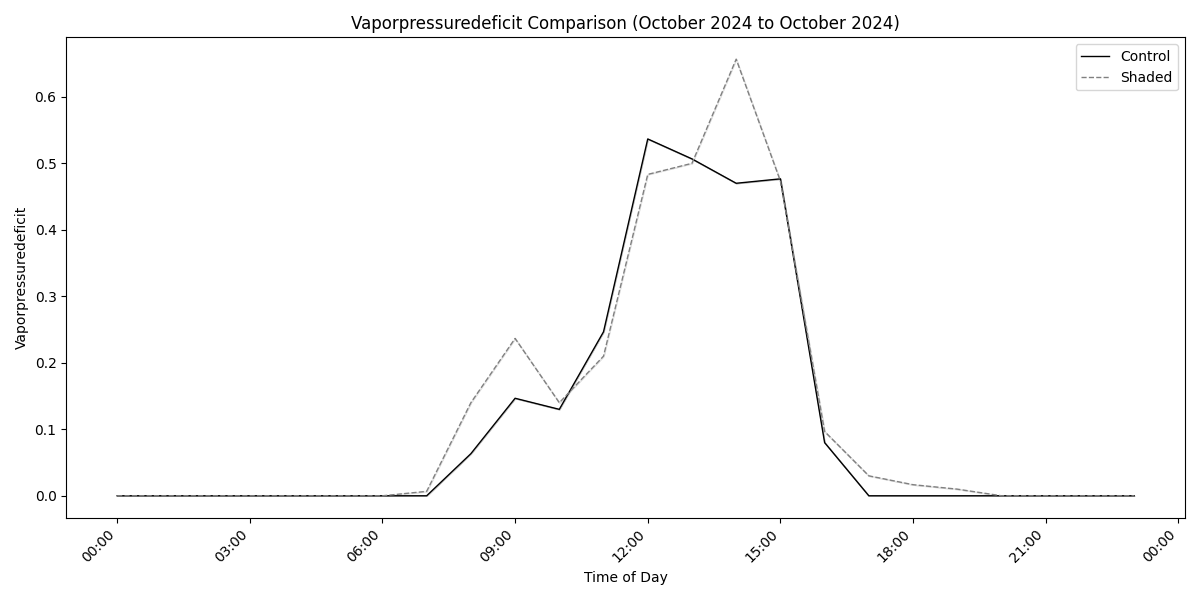 Vaporpressuredeficit Comparison (October 2024 to October 2024)
Control
Shaded
Vaporpressuredeficit
0.6
0.5
0.4
0.3
0.2
0.1
0.0
00:00 03:00 06:00 09:00 12:00 15:00 18:00 21:00 00:00
Time of Day